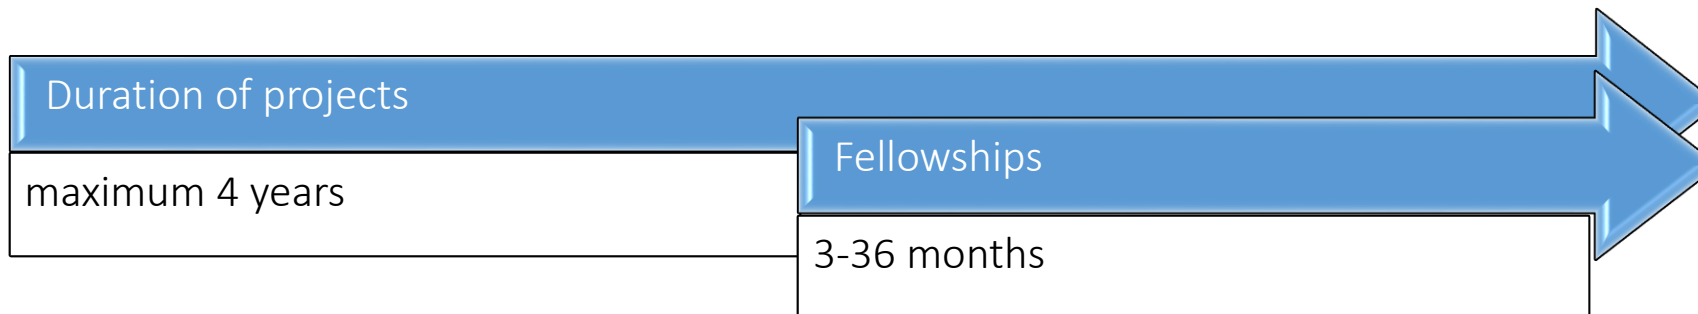 Duration of projects
maximum 4 years
Fellowships
3-36 months